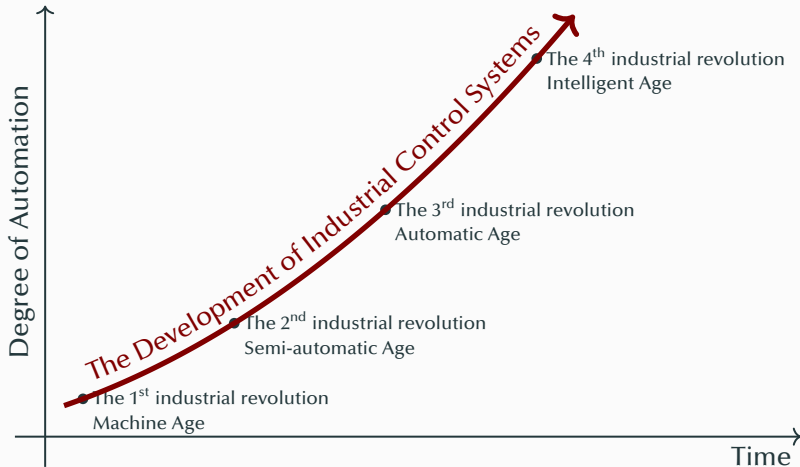 The Development of Industrial Control Systems
Degree of Automation
The 4th industrial revolution
Intelligent Age
The 3rd industrial revolution
Automatic Age
The 2nd industrial revolution
Semi-automatic Age
The 1st industrial revolution
Machine Age
Time